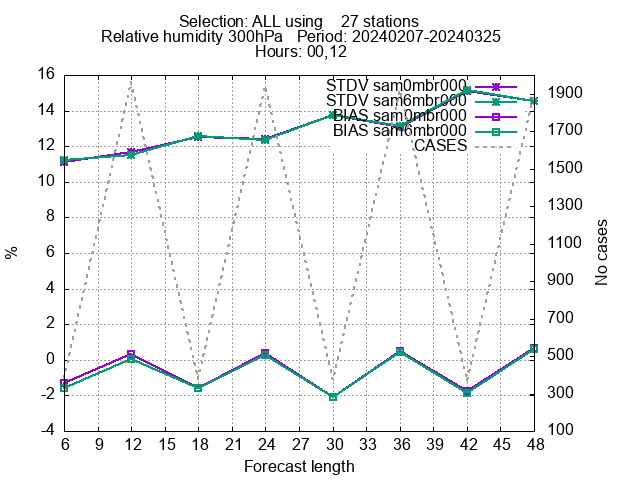 Selection: ALL using    27 stations
Relative humidity 300hPa   Period: 20240207-20240325
Hours: 00,12
STDV sam0mbr000
STDV sam6mbr000
BIAS sam0mbr000
BIAS sam6mbr000
CASES
16
14
12
10
8
6
4
2
0
-2
-4
%
1900
1700
1500
1300
1100
900
700
500
300
100
No cases
6 9 12 15 18 21 24 27 30 33 36 39 42 45 48
Forecast length